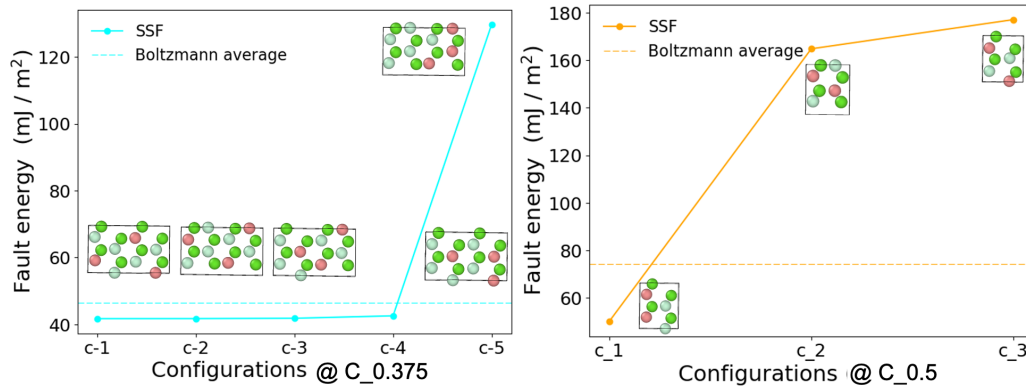 SSF
Boltzmann average
Fault energy (mJ / m²)
120
100
80
60
40
c-1
c-2
c-3
c-4
c-5
Configurations @ C_0.375
SSF
Boltzmann average
Fault energy (mJ / m²)
180
160
140
120
100
80
60
c_1
c_2
c_3
Configurations @ C_0.5